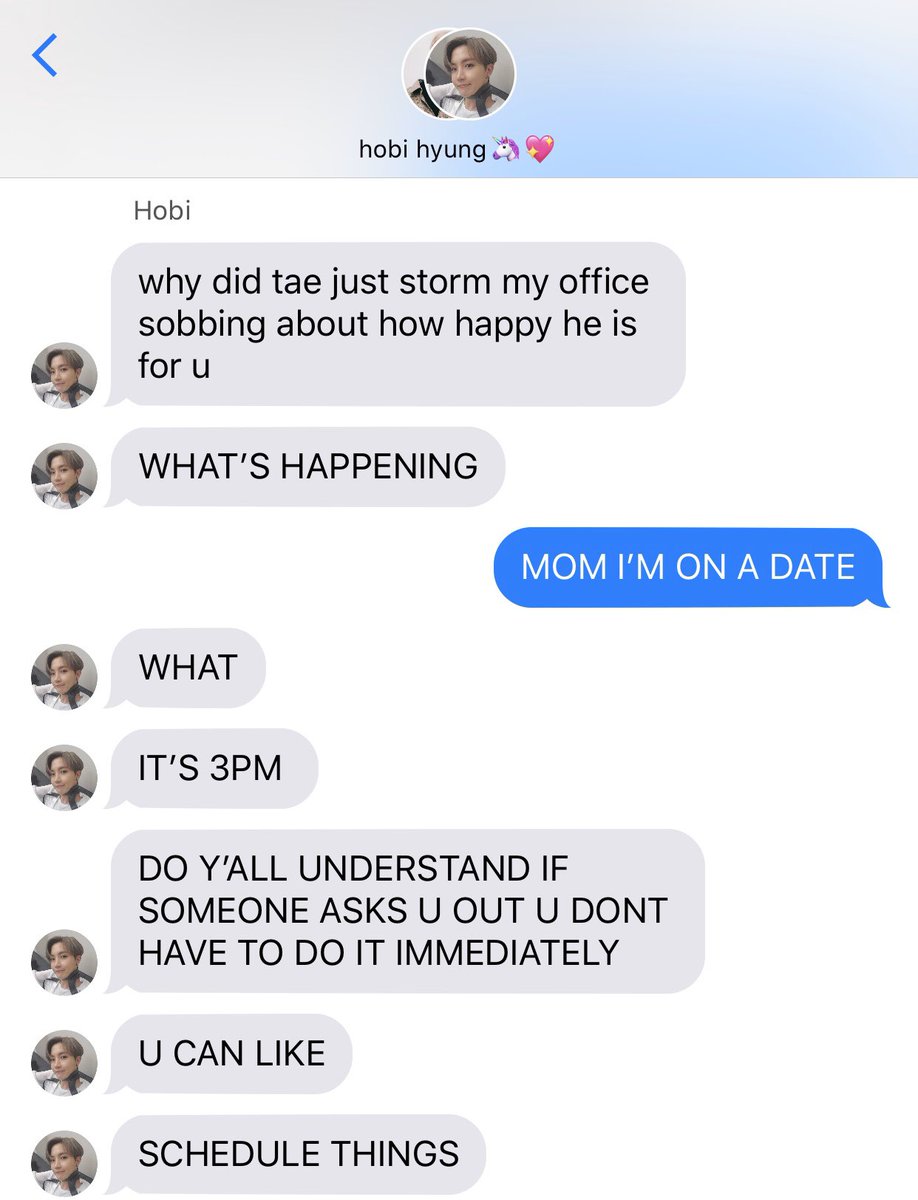 hobi hyung🦄💖
Hobi
why did tae just storm my office
sobbing about how happy he is
for u
WHAT’S HAPPENING
MOM I’M ON A DATE
WHAT
IT’S 3PM
DO Y’ALL UNDERSTAND IF
SOMEONE ASKS U OUT U DONT
HAVE TO DO IT IMMEDIATELY
U CAN LIKE
SCHEDULE THINGS